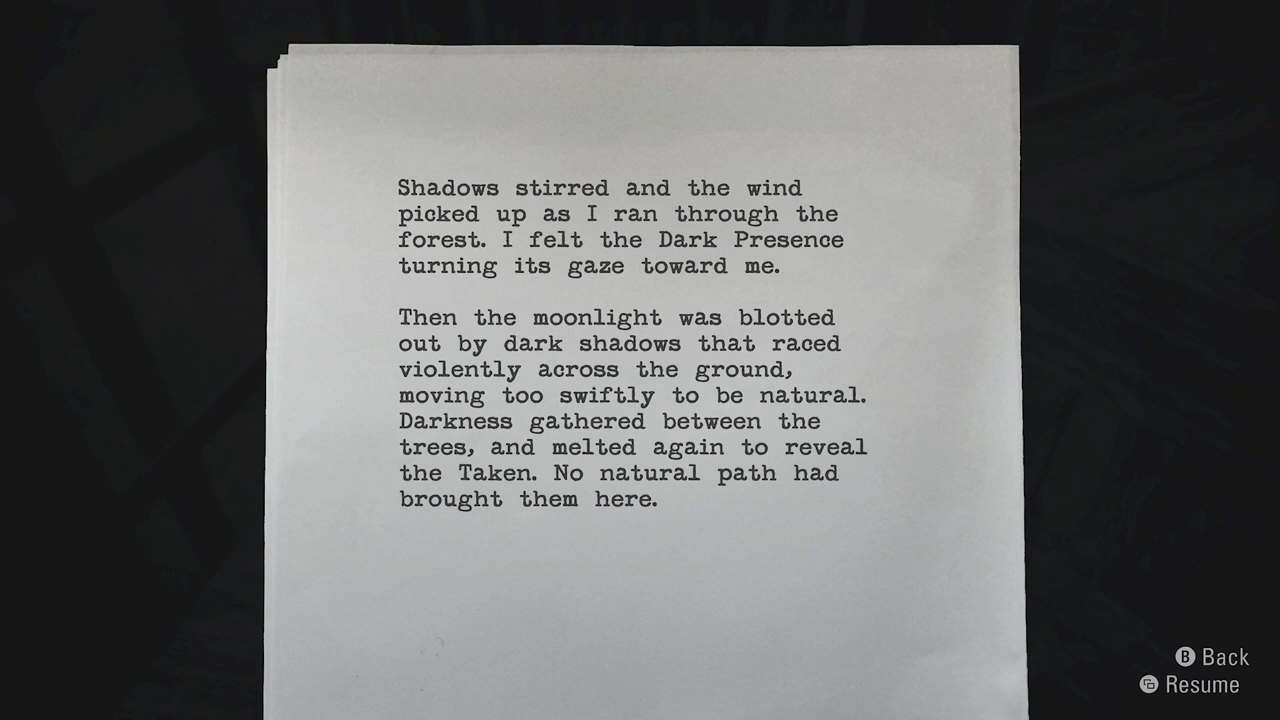 Shadows stirred and the wind
picked up as I ran through the
forest. I felt the Dark Presence
turning its gaze toward me.
Then the moonlight was blotted
out by dark shadows that raced
violently across the ground,
moving too swiftly to be natural.
Darkness gathered between the
trees, and melted again to reveal
the Taken. No natural path had
brought them here.
B Back
Resume